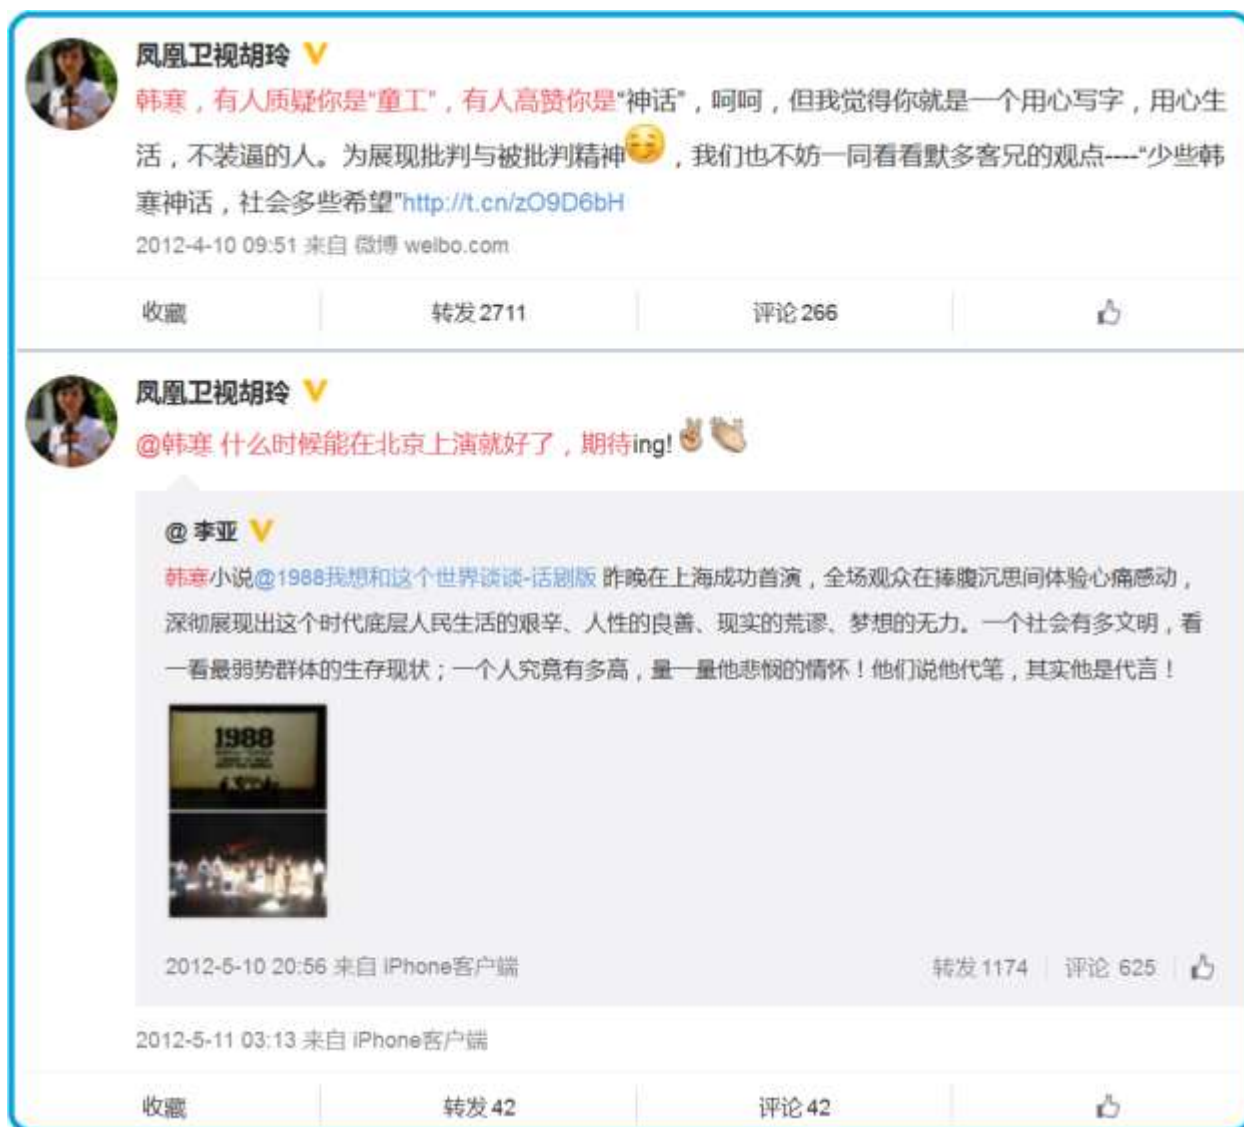 凤凰卫视胡玲
韩寒，有人质疑你是“童工”，有人高赞你是“神话”，呵呵，但我觉得你就是一个用心写字，用心生
活，不装逼的人。为展现批判与被批判精神，我们也不妨一同看看默多客兄的观点----“少些韩
寒神话，社会多些希望”http://t.cn/zO9D6bH
2012-4-10 09:51 来自 微博 weibo.com
收藏 转发2711 评论266
凤凰卫视胡玲
@韩寒 什么时候能在北京上演就好了，期待ing!
@ 李亚
韩寒小说@1988我想和这个世界谈谈-话剧版 昨晚在上海成功首演，全场观众在捧腹沉思间体验心痛感动，
深彻展现出这个时代底层人民生活的艰辛、人性的良善、现实的荒谬、梦想的无力。一个社会有多文明，看
一看最弱势群体的生存现状；一个人究竟有多高，量一量他悲悯的情怀！他们说他代笔，其实他是代言！
1988
2012-5-10 20:56 来自 iPhone客户端 转发1174 评论 625
2012-5-11 03:13 来自 iPhone客户端
收藏 转发42 评论42